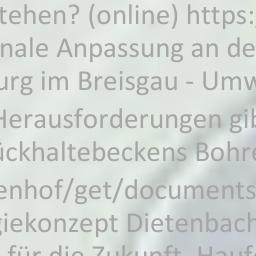 tehen? (online) https:
nale Anpassung an de
urg im Breisgau - Umw
Herausforderungen gib
ückhaltebeckens Bohre
enhof/get/documents
giekonzept Dietenbach
für die Zukunft. Haufe